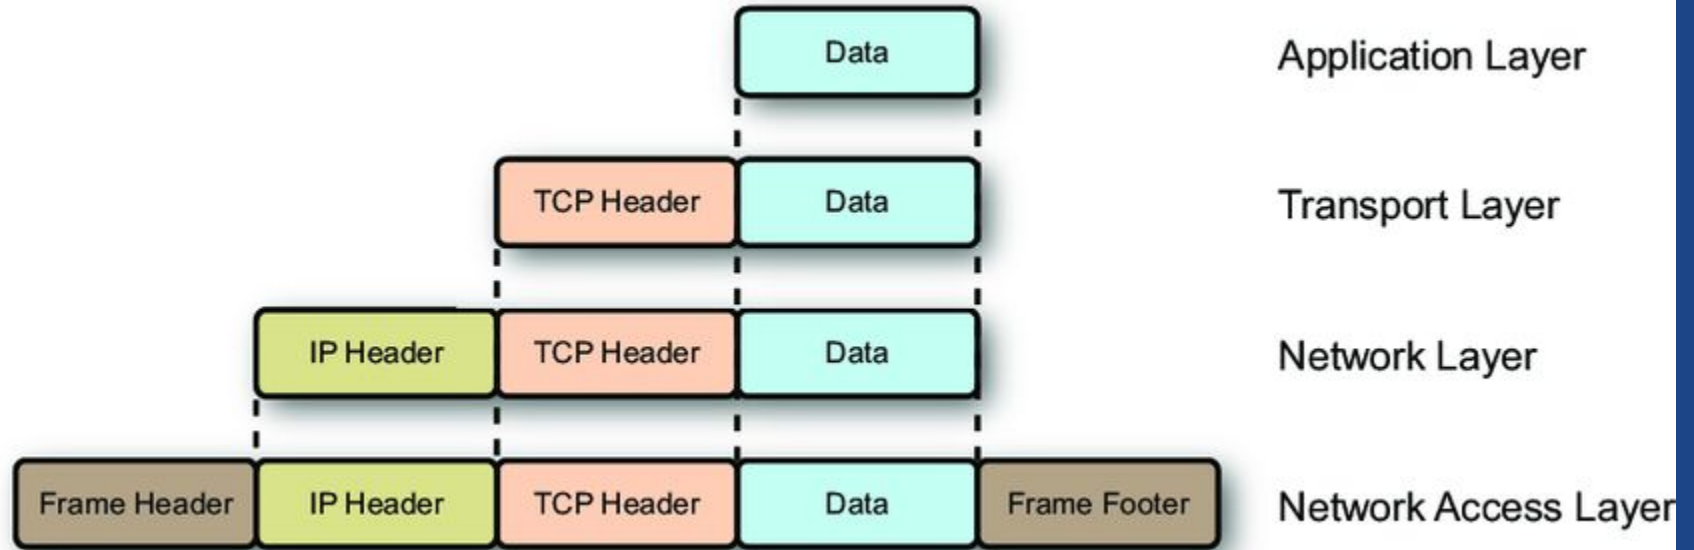 Data Application Layer
TCP Header Data Transport Layer
IP Header TCP Header Data Network Layer
Frame Header IP Header TCP Header Data Frame Footer Network Access Layer